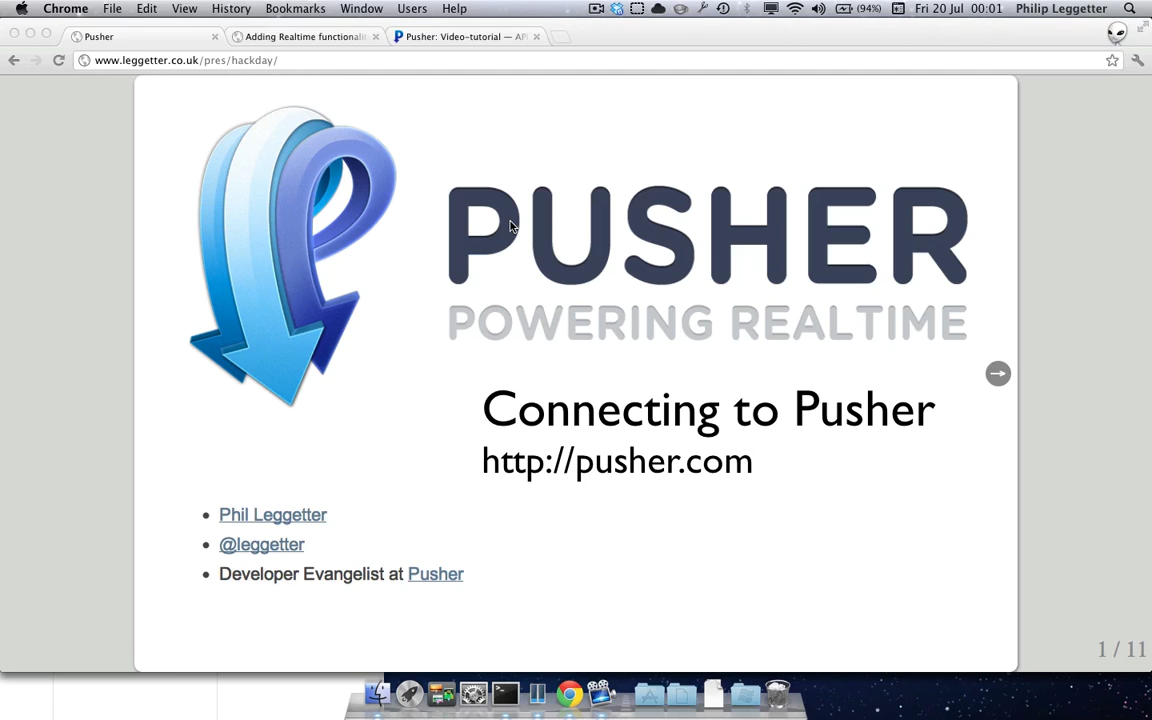 Chrome File Edit View History Bookmarks Window Users Help (94%) Fri 20 Jul 00:01 Philip Leggetter
Pusher Adding Realtime functionali Pusher: Video-tutorial — API
www.leggetter.co.uk/pres/hackday/
PUSHER
POWERING REALTIME
Connecting to Pusher
http://pusher.com
Phil Leggetter
@leggetter
Developer Evangelist at Pusher
1 / 11